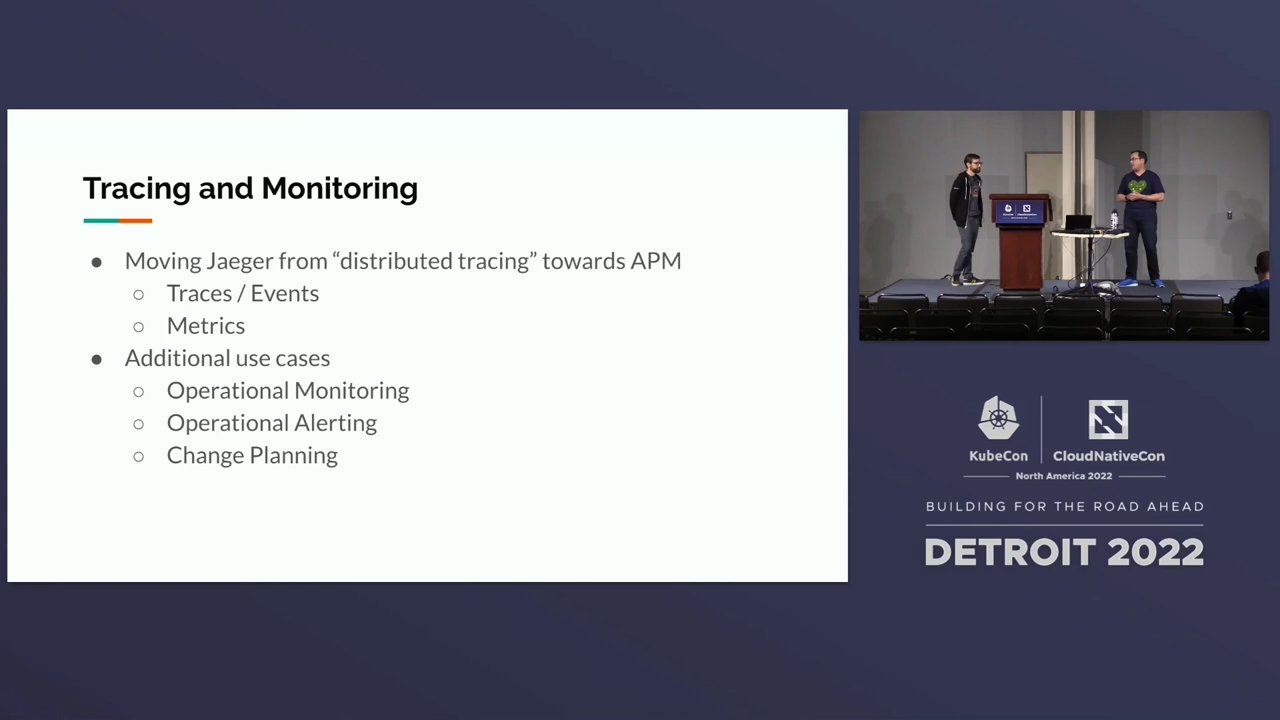 Tracing and Monitoring
● Moving Jaeger from “distributed tracing” towards APM
○ Traces / Events
○ Metrics
● Additional use cases
○ Operational Monitoring
○ Operational Alerting
○ Change Planning
KubeCon | CloudNativeCon
North America 2022
BUILDING FOR THE ROAD AHEAD
DETROIT 2022